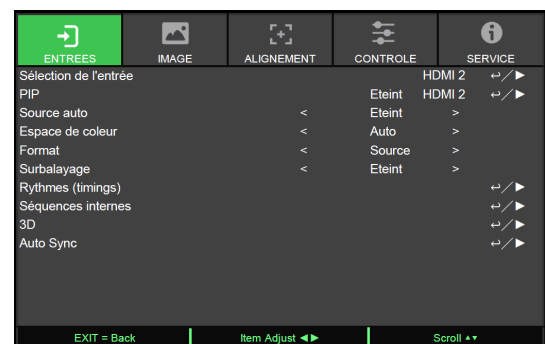 ENTREES IMAGE ALIGNEMENT CONTROLE SERVICE
Sélection de l'entrée HDMI 2 ↩/▶
PIP Eteint HDMI 2 ↩/▶
Source auto < Eteint >
Espace de couleur < Auto >
Format < Source >
Surbalayage < Eteint >
Rythmes (timings) ↩/▶
Séquences internes ↩/▶
3D ↩/▶
Auto Sync ↩/▶
EXIT = Back Item Adjust ◀▶ Scroll ▲▼